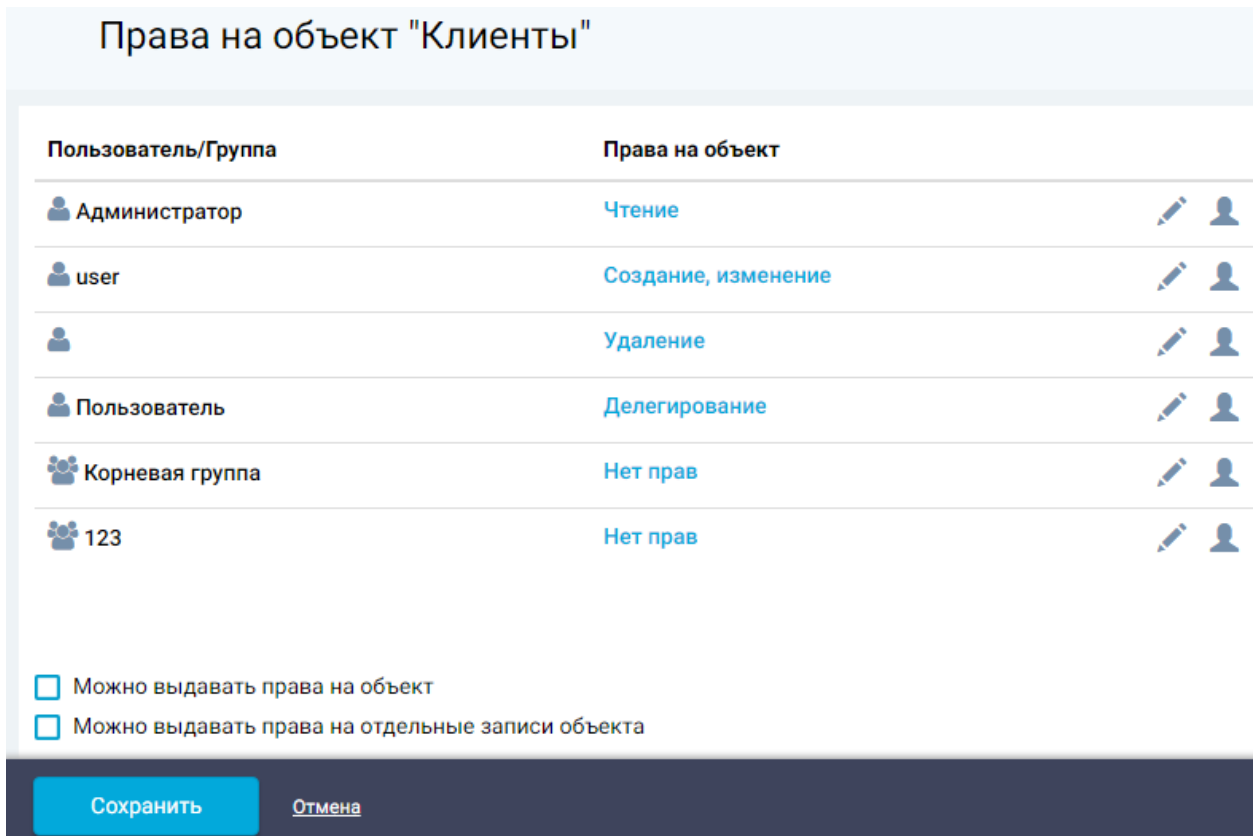 Права на объект "Клиенты"
Пользователь/Группа Права на объект
Администратор Чтение
user Создание, изменение
Удаление
Пользователь Делегирование
Корневая группа Нет прав
123 Нет прав
Можно выдавать права на объект
Можно выдавать права на отдельные записи объекта
Сохранить Отмена